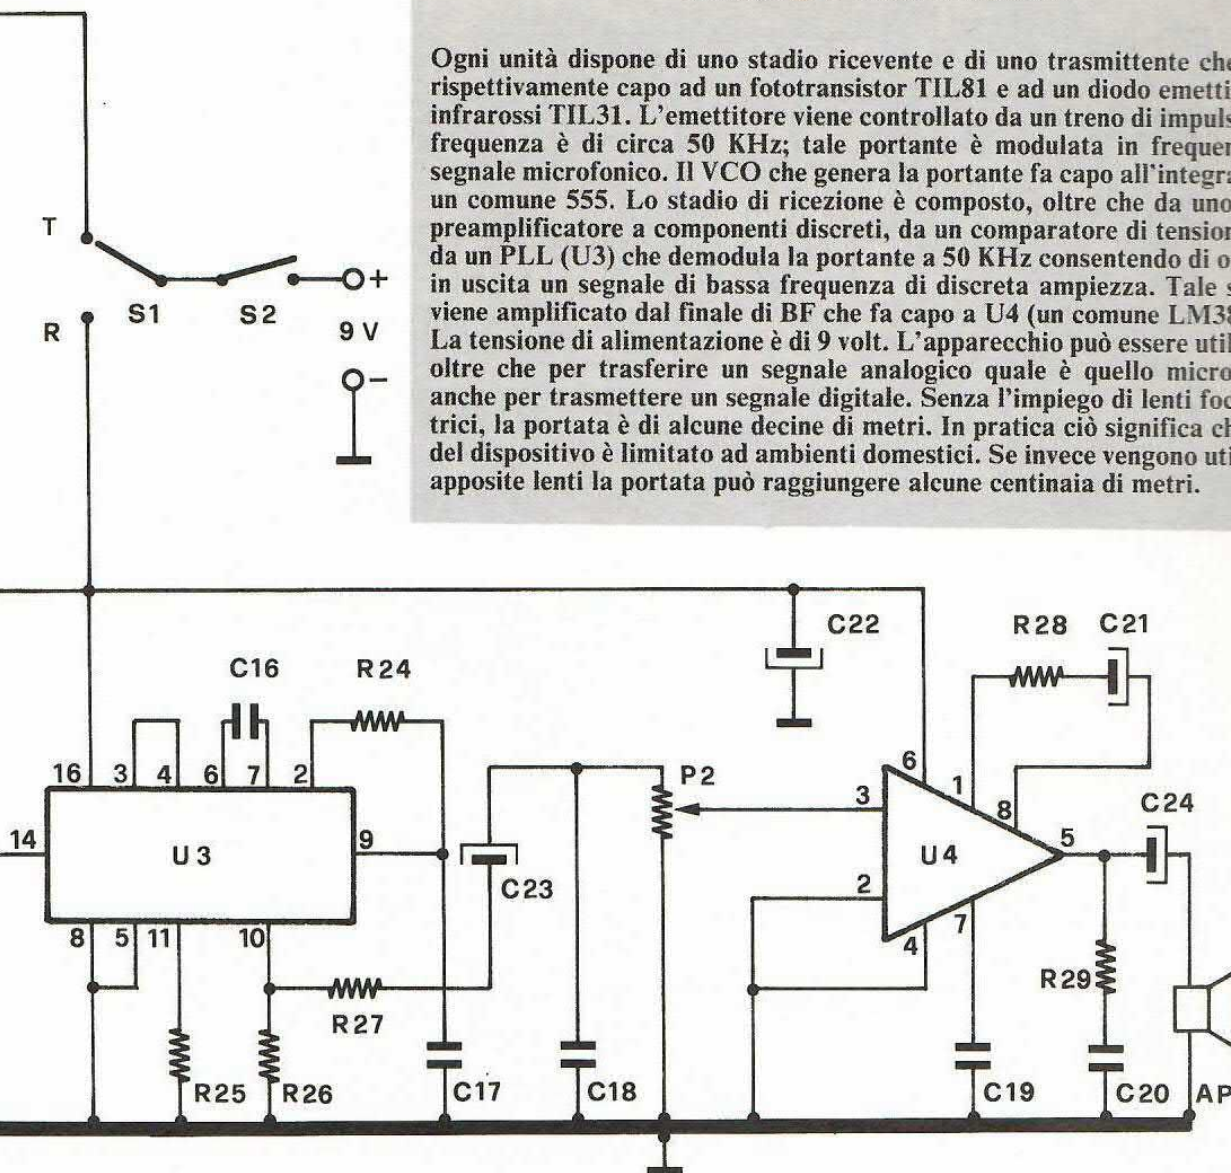 Ogni unità dispone di uno stadio ricevente e di uno trasmittente che
rispettivamente capo ad un fototransistor TIL81 e ad un diodo emetti
infrarossi TIL31. L'emettitore viene controllato da un treno di impuls
frequenza è di circa 50 KHz; tale portante è modulata in frequen
segnale microfonico. Il VCO che genera la portante fa capo all'integra
un comune 555. Lo stadio di ricezione è composto, oltre che da uno
preamplificatore a componenti discreti, da un comparatore di tension
da un PLL (U3) che demodula la portante a 50 KHz consentendo di o
in uscita un segnale di bassa frequenza di discreta ampiezza. Tale s
viene amplificato dal finale di BF che fa capo a U4 (un comune LM38
La tensione di alimentazione è di 9 volt. L'apparecchio può essere util
oltre che per trasferire un segnale analogico quale è quello micro
anche per trasmettere un segnale digitale. Senza l'impiego di lenti foc
trici, la portata è di alcune decine di metri. In pratica ciò significa ch
del dispositivo è limitato ad ambienti domestici. Se invece vengono uti
apposite lenti la portata può raggiungere alcune centinaia di metri.
T
S1 S2 +
R 9 V
-
C22 R28 C21
C16 R24
16 3 4 6 7 2 P2 6 1
3 8 C24
14 U3 9 U4 5
C23 2
8 5 11 10 4 7
R27 R29
R25 R26 C17 C18 C19 C20 AP